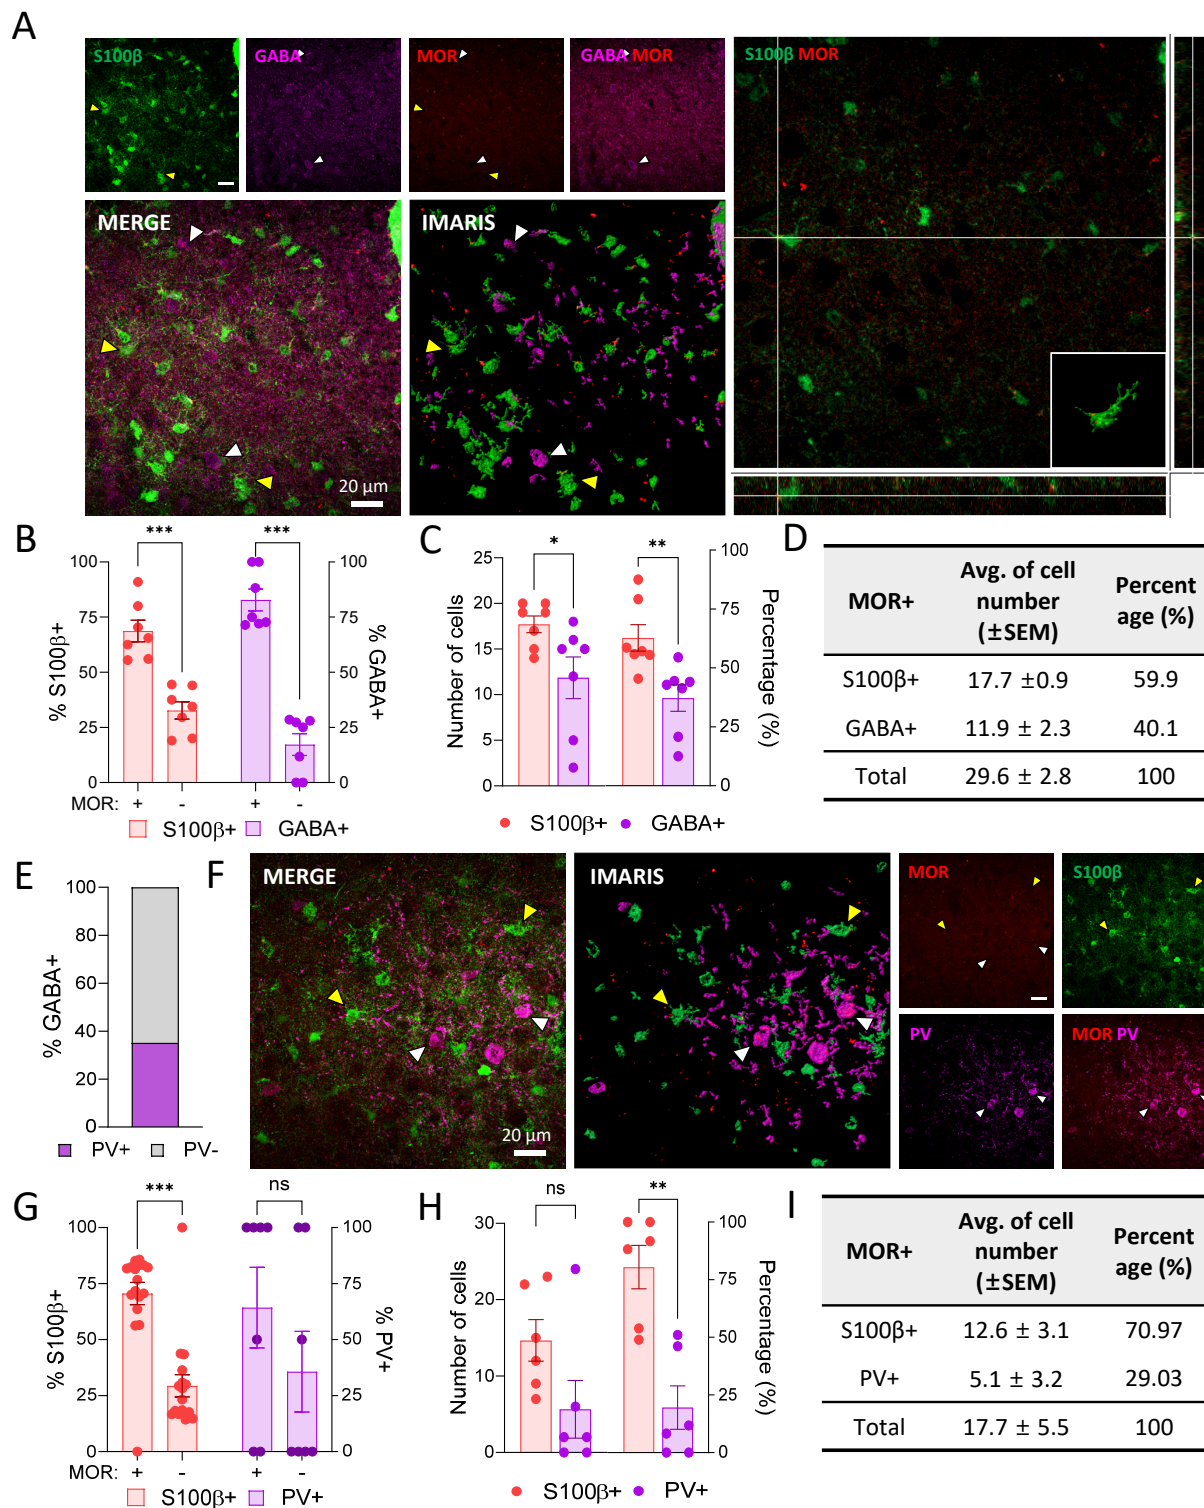 A
S100β
GABA
MOR
GABA MOR
S100β MOR
MERGE
20 μm
IMARIS
B
***
***
100
75
50
25
0
% S100β+
100
75
50
25
0
% GABA+
MOR: + - + -
S100β+ GABA+
C
*
**
25
20
15
10
5
0
Number of cells
100
75
50
25
0
Percentage (%)
S100β+ GABA+
D
MOR+
Avg. of cell
number
(±SEM)
Percent
age (%)
S100β+ 17.7 ±0.9 59.9
GABA+ 11.9 ± 2.3 40.1
Total 29.6 ± 2.8 100
E
100
80
60
40
20
0
% GABA+
PV+ PV-
F
MERGE
20 μm
IMARIS
MOR
S100β
PV
MOR PV
G
***
ns
100
75
50
25
0
% S100β+
100
75
50
25
0
% PV+
MOR: + - + -
S100β+ PV+
H
ns
**
30
20
10
0
Number of cells
100
75
50
25
0
Percentage (%)
S100β+ PV+
I
MOR+
Avg. of cell
number
(±SEM)
Percent
age (%)
S100β+ 12.6 ± 3.1 70.97
PV+ 5.1 ± 3.2 29.03
Total 17.7 ± 5.5 100